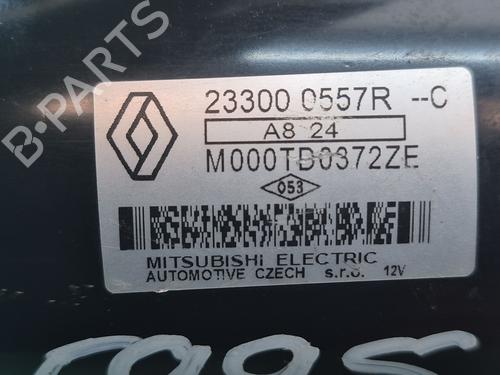 B-PARTS
23300 0557R --C
A8 24
M000TD0372ZE
053
MITSUBISHI ELECTRIC
AUTOMOTIVE CZECH s.r.o. 12V